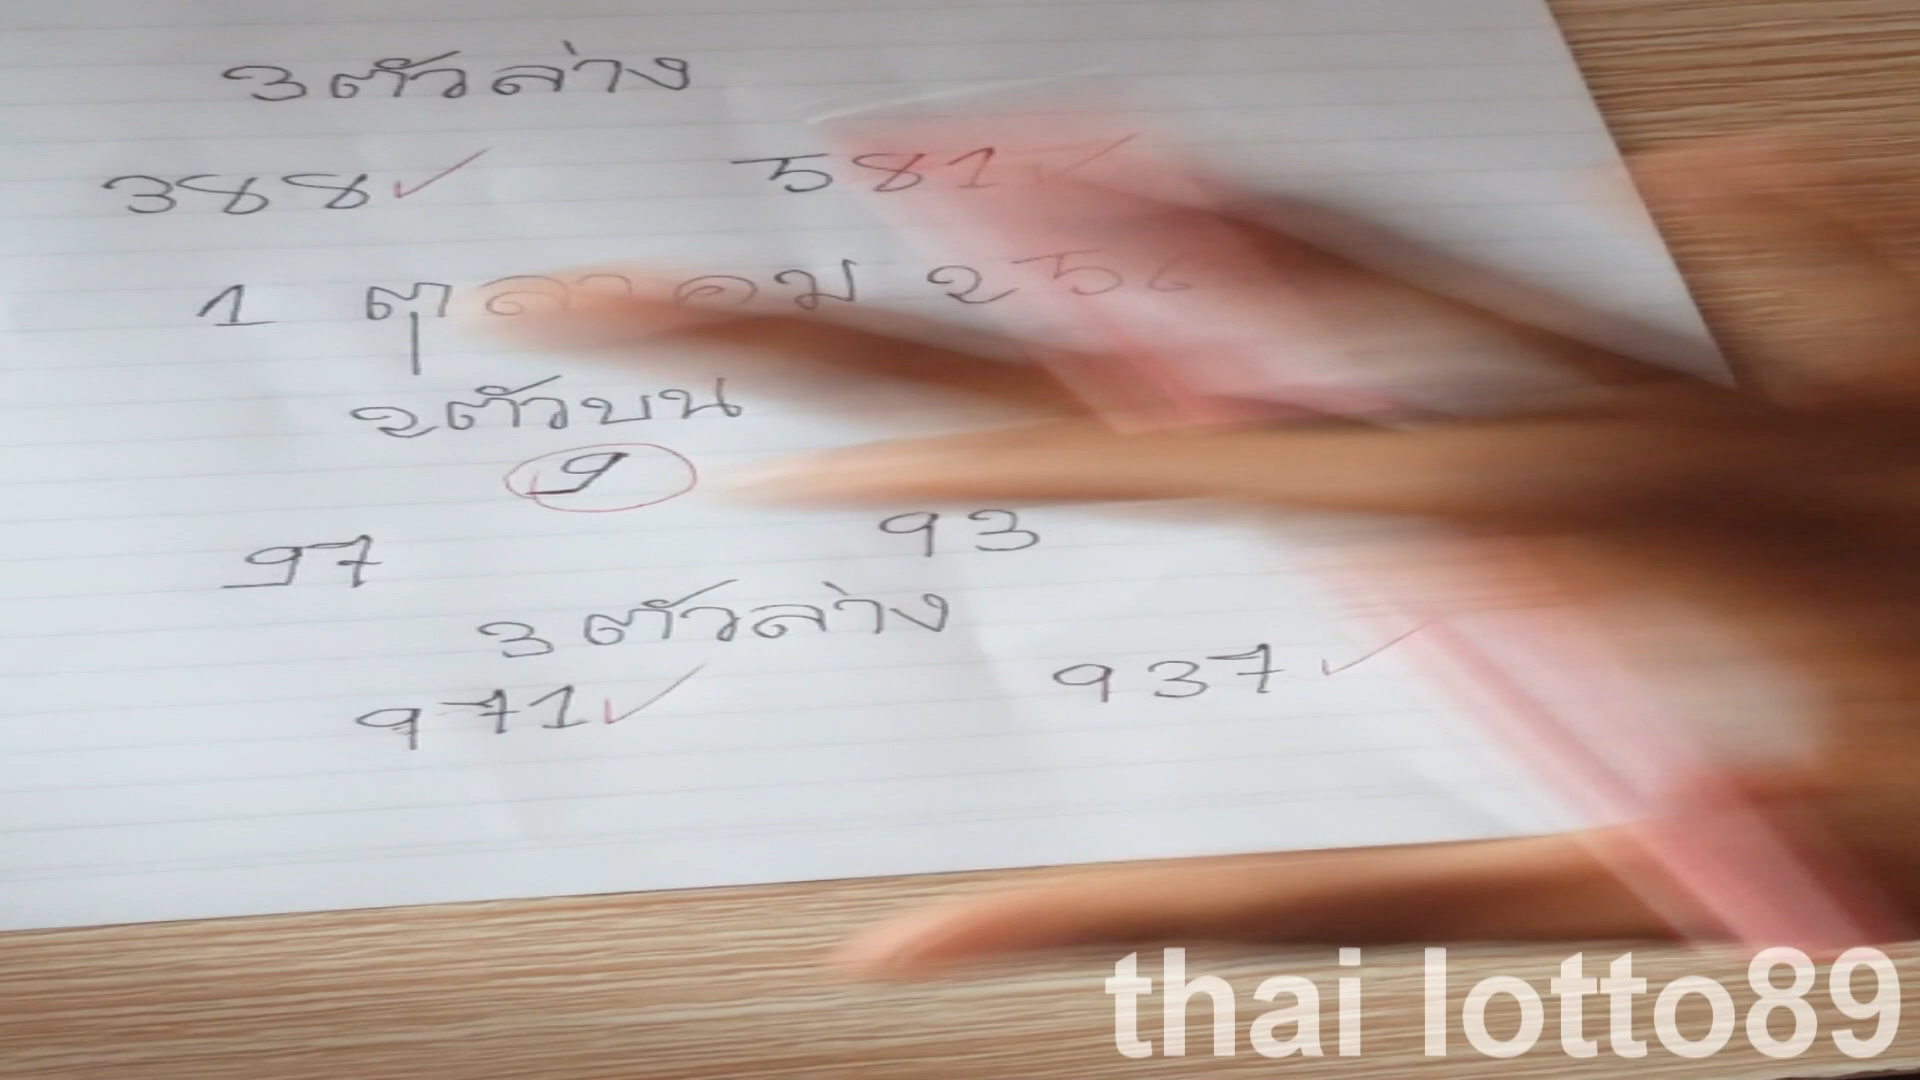 3ตัวล่าง
388 581
1 ตุลาคม 256
2ตัวบน
9
97 93
3ตัวล่าง
971 937
thai lotto89